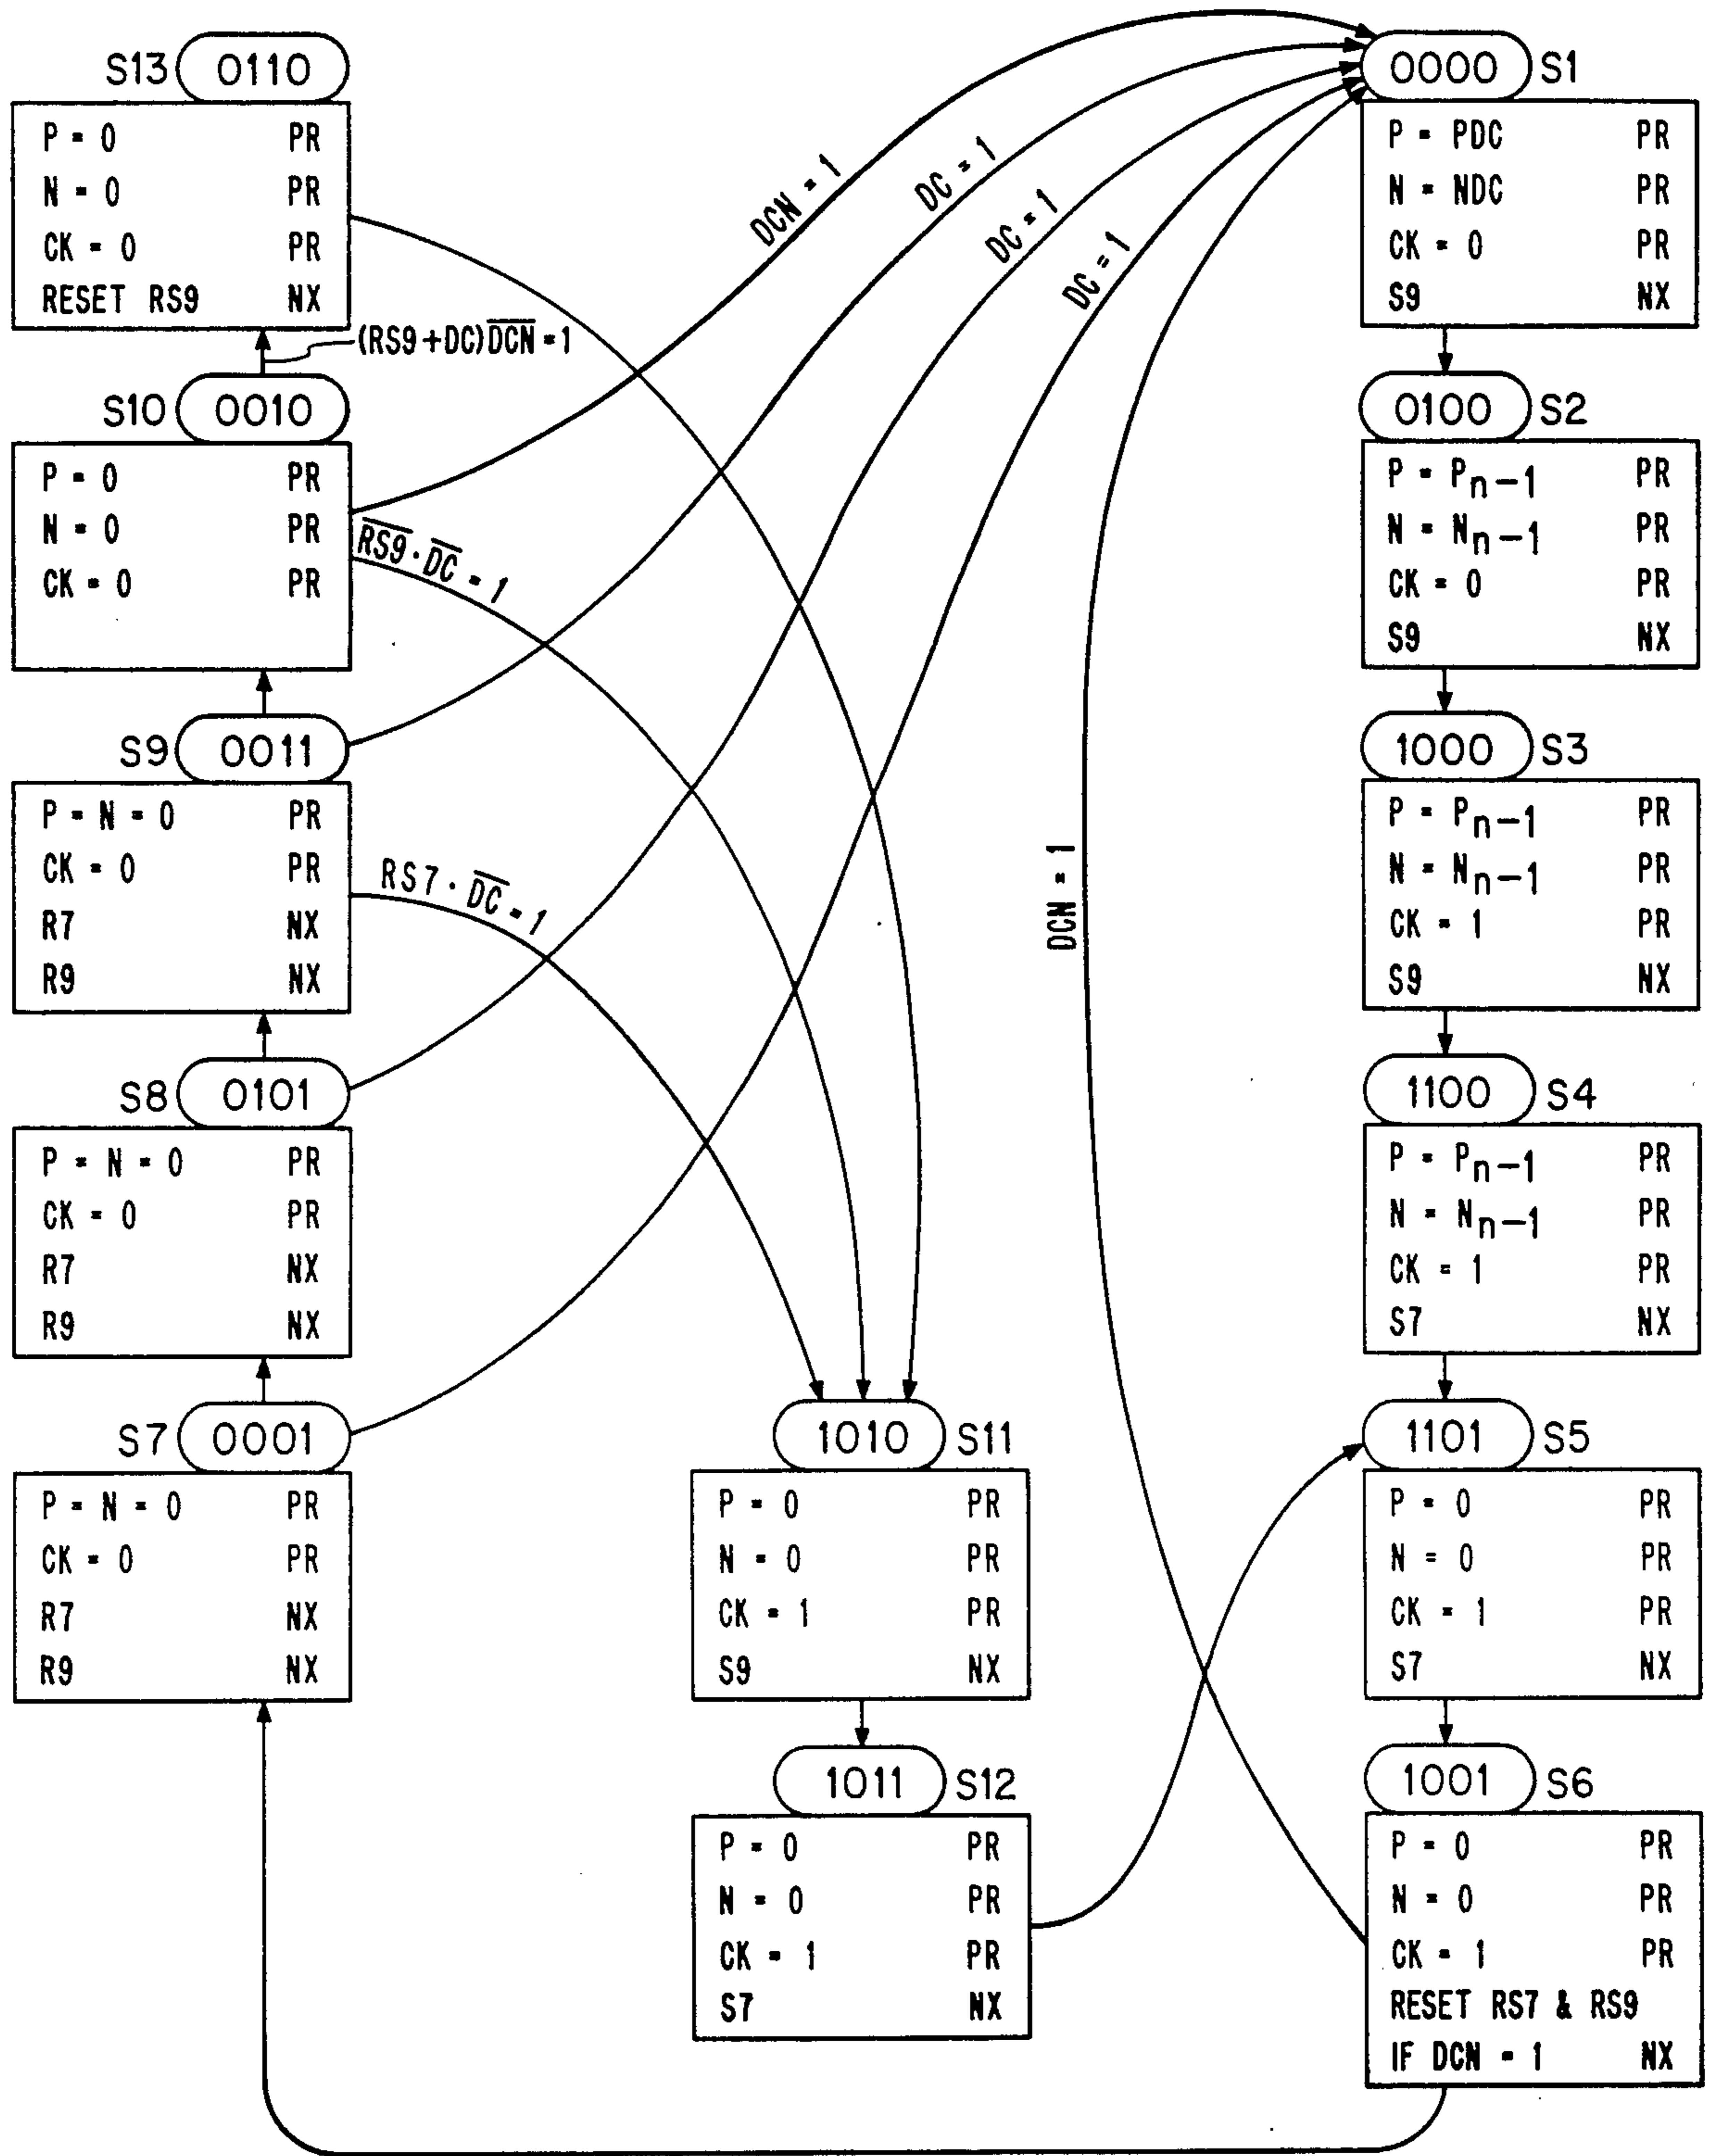 S13 0110
P = 0 PR
N = 0 PR
CK = 0 PR
RESET RS9 NX
(RS9+DC)D̅C̅N̅=1
S10 0010
P = 0 PR
N = 0 PR
CK = 0 PR
S9 0011
P = N = 0 PR
CK = 0 PR
R7 NX
R9 NX
S8 0101
P = N = 0 PR
CK = 0 PR
R7 NX
R9 NX
S7 0001
P = N = 0 PR
CK = 0 PR
R7 NX
R9 NX
DCN = 1
DC = 1
DC = 1
DC = 1
R̅S̅9̅·D̅C̅ = 1
RS7·D̅C̅ = 1
DCN = 1
1010 S11
P = 0 PR
N = 0 PR
CK = 1 PR
S9 NX
1011 S12
P = 0 PR
N = 0 PR
CK = 1 PR
S7 NX
0000 S1
P = PDC PR
N = NDC PR
CK = 0 PR
S9 NX
0100 S2
P = Pn−1 PR
N = Nn−1 PR
CK = 0 PR
S9 NX
1000 S3
P = Pn−1 PR
N = Nn−1 PR
CK = 1 PR
S9 NX
1100 S4
P = Pn−1 PR
N = Nn−1 PR
CK = 1 PR
S7 NX
1101 S5
P = 0 PR
N = 0 PR
CK = 1 PR
S7 NX
1001 S6
P = 0 PR
N = 0 PR
CK = 1 PR
RESET RS7 & RS9
IF DCN = 1 NX